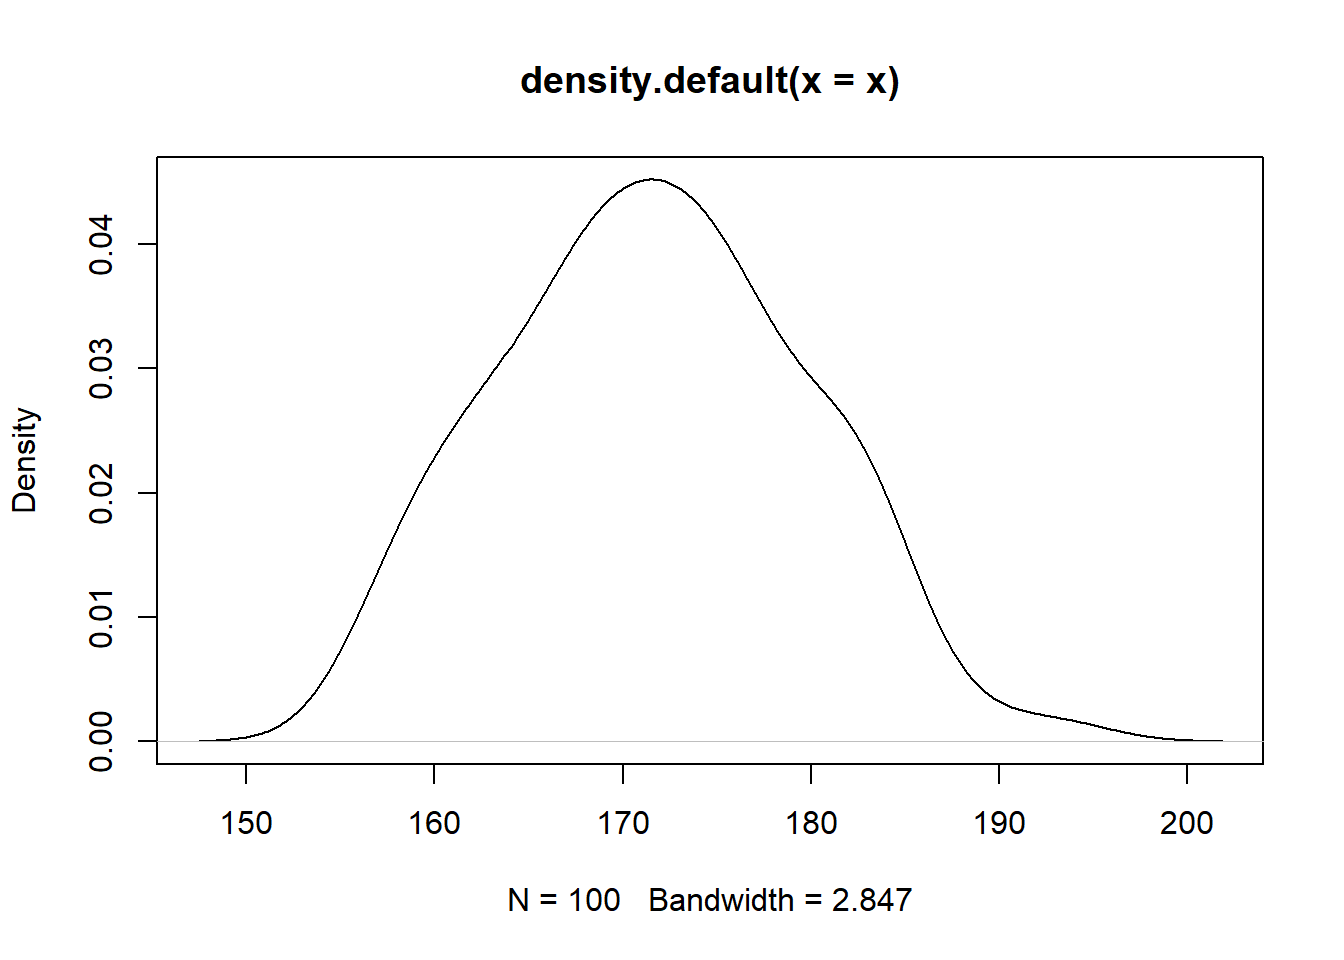 density.default(x = x)
Density
0.00
0.01
0.02
0.03
0.04
150 160 170 180 190 200
N = 100   Bandwidth = 2.847